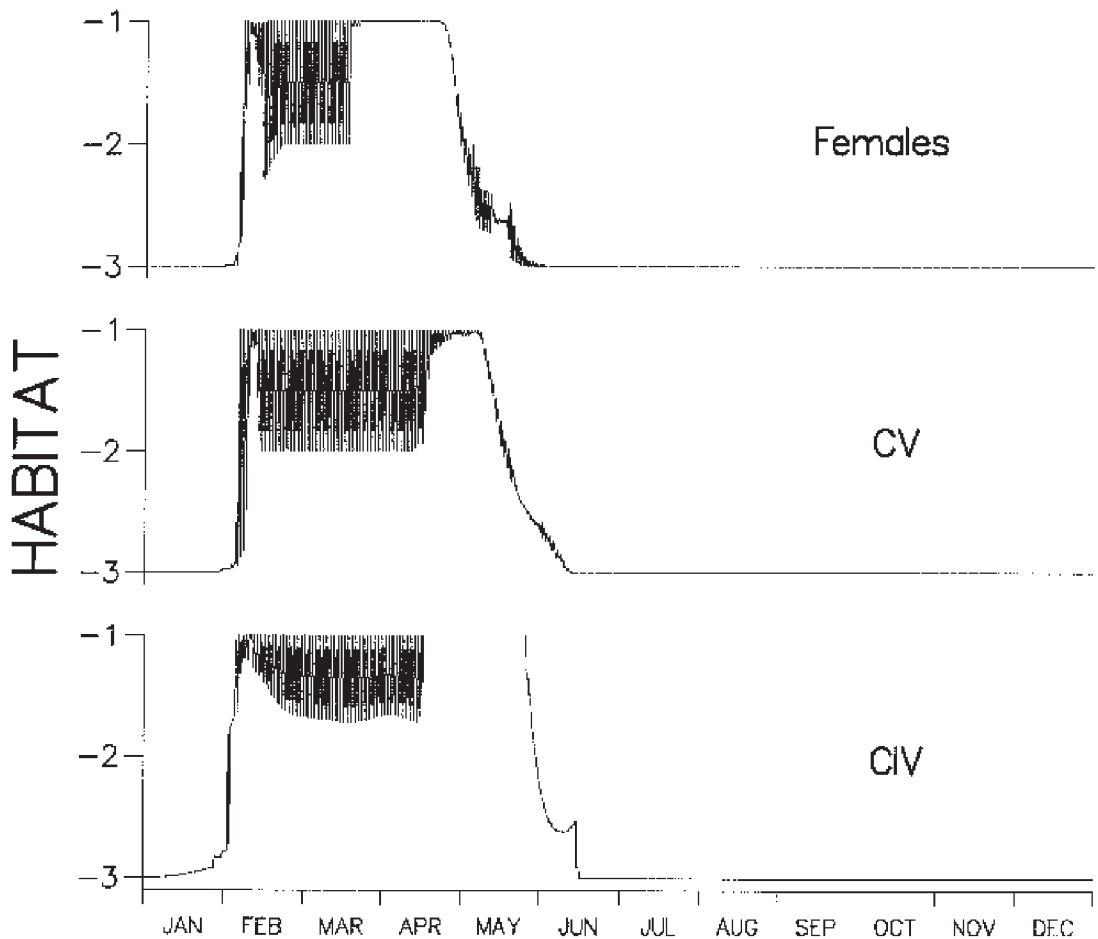 HABITAT
-1
-2
-3
Females
-1
-2
-3
CV
-1
-2
-3
CIV
JAN FEB MAR APR MAY JUN JUL AUG SEP OCT NOV DEC